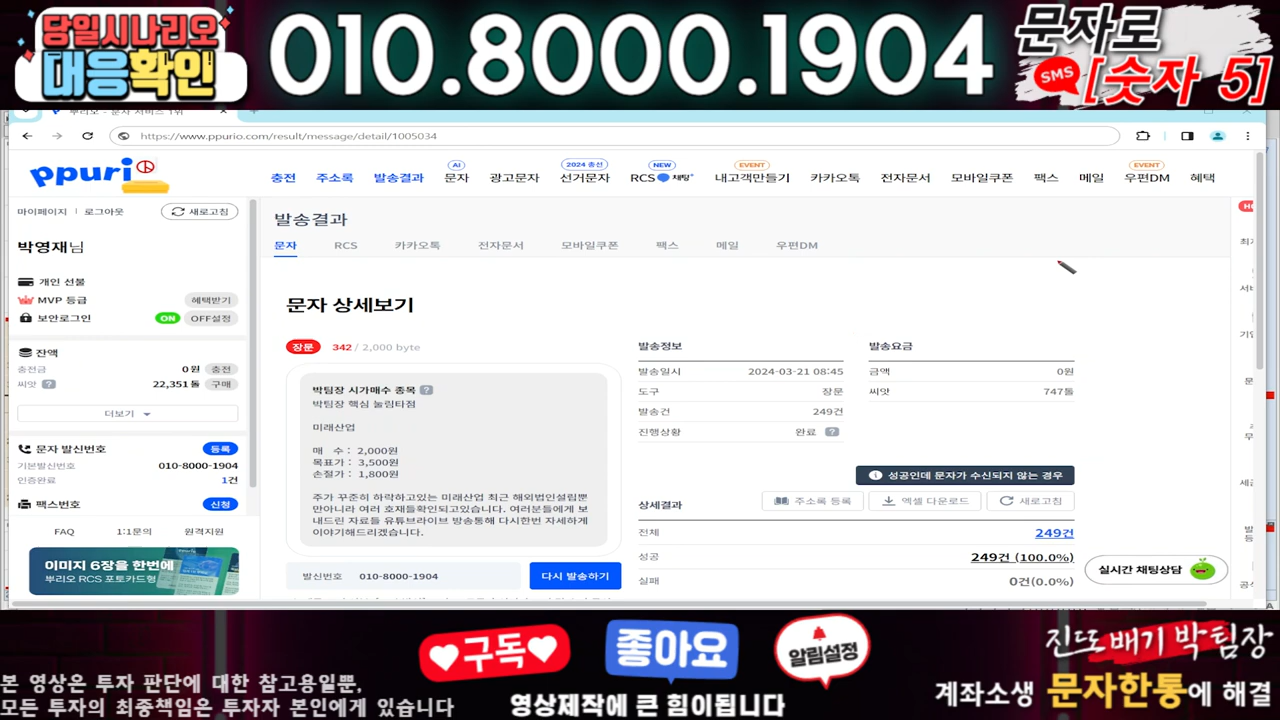 당일시나리오
대응확인
010.8000.1904
문자로
SMS
[숫자 5]
뿌리오 - 문자 서비스 1위
https://www.ppurio.com/result/message/detail/1005034
ppuri
충전
주소록
발송결과
AI
문자
광고문자
2024 총선
선거문자
NEW
RCS 채팅+
EVENT
내고객만들기
카카오톡
전자문서
모바일쿠폰
팩스
메일
EVENT
우편DM
혜택
마이페이지 | 로그아웃
새로고침
박영재님
개인 선불
MVP 등급
혜택받기
보안로그인
ON
OFF설정
잔액
충전금
0 원
충전
씨앗 ?
22,351 톨
구매
더보기
문자 발신번호
등록
기본발신번호
010-8000-1904
인증완료
1건
팩스번호
신청
FAQ
1:1문의
원격지원
이미지 6장을 한번에
뿌리오 RCS 포토카드형
발송결과
문자
RCS
카카오톡
전자문서
모바일쿠폰
팩스
메일
우편DM
문자 상세보기
장문
342 / 2,000 byte
박팀장 시가매수 종목 ?
박팀장 핵심 눌림타점
미래산업
매 수 : 2,000원
목표가 : 3,500원
손절가 : 1,800원
주가 꾸준히 하락하고있는 미래산업 최근 해외법인설립뿐
만아니라 여러 호재들확인되고있습니다. 여러분들에게 보
내드린 자료들 유튜브라이브 방송통해 다시한번 자세하게
이야기해드리겠습니다.
발신번호 010-8000-1904
다시 발송하기
발송정보
발송일시 2024-03-21 08:45
도구 장문
발송건 249건
진행상황 완료 ?
발송요금
금액 0원
씨앗 747톨
성공인데 문자가 수신되지 않는 경우
상세결과
주소록 등록
엑셀 다운로드
새로고침
전체 249건
성공 249건 (100.0%)
실패 0건(0.0%)
실시간 채팅상담
본 영상은 투자 판단에 대한 참고용일뿐,
모든 투자의 최종책임은 투자자 본인에게 있습니다
구독
좋아요
알림설정
영상제작에 큰 힘이됩니다
진또배기 박팀장
계좌소생 문자한통에 해결